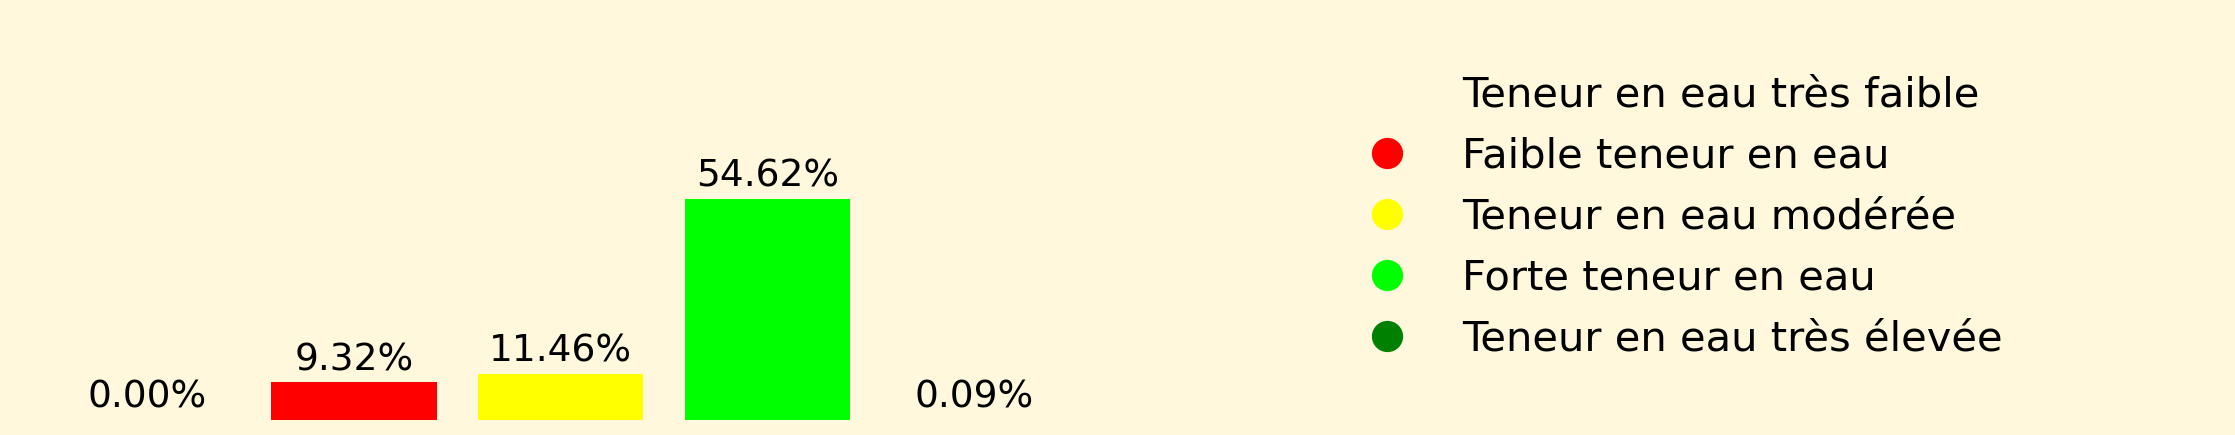 54.62%
11.46%
9.32%
0.00%
0.09%
Teneur en eau très faible
Faible teneur en eau
Teneur en eau modérée
Forte teneur en eau
Teneur en eau très élevée